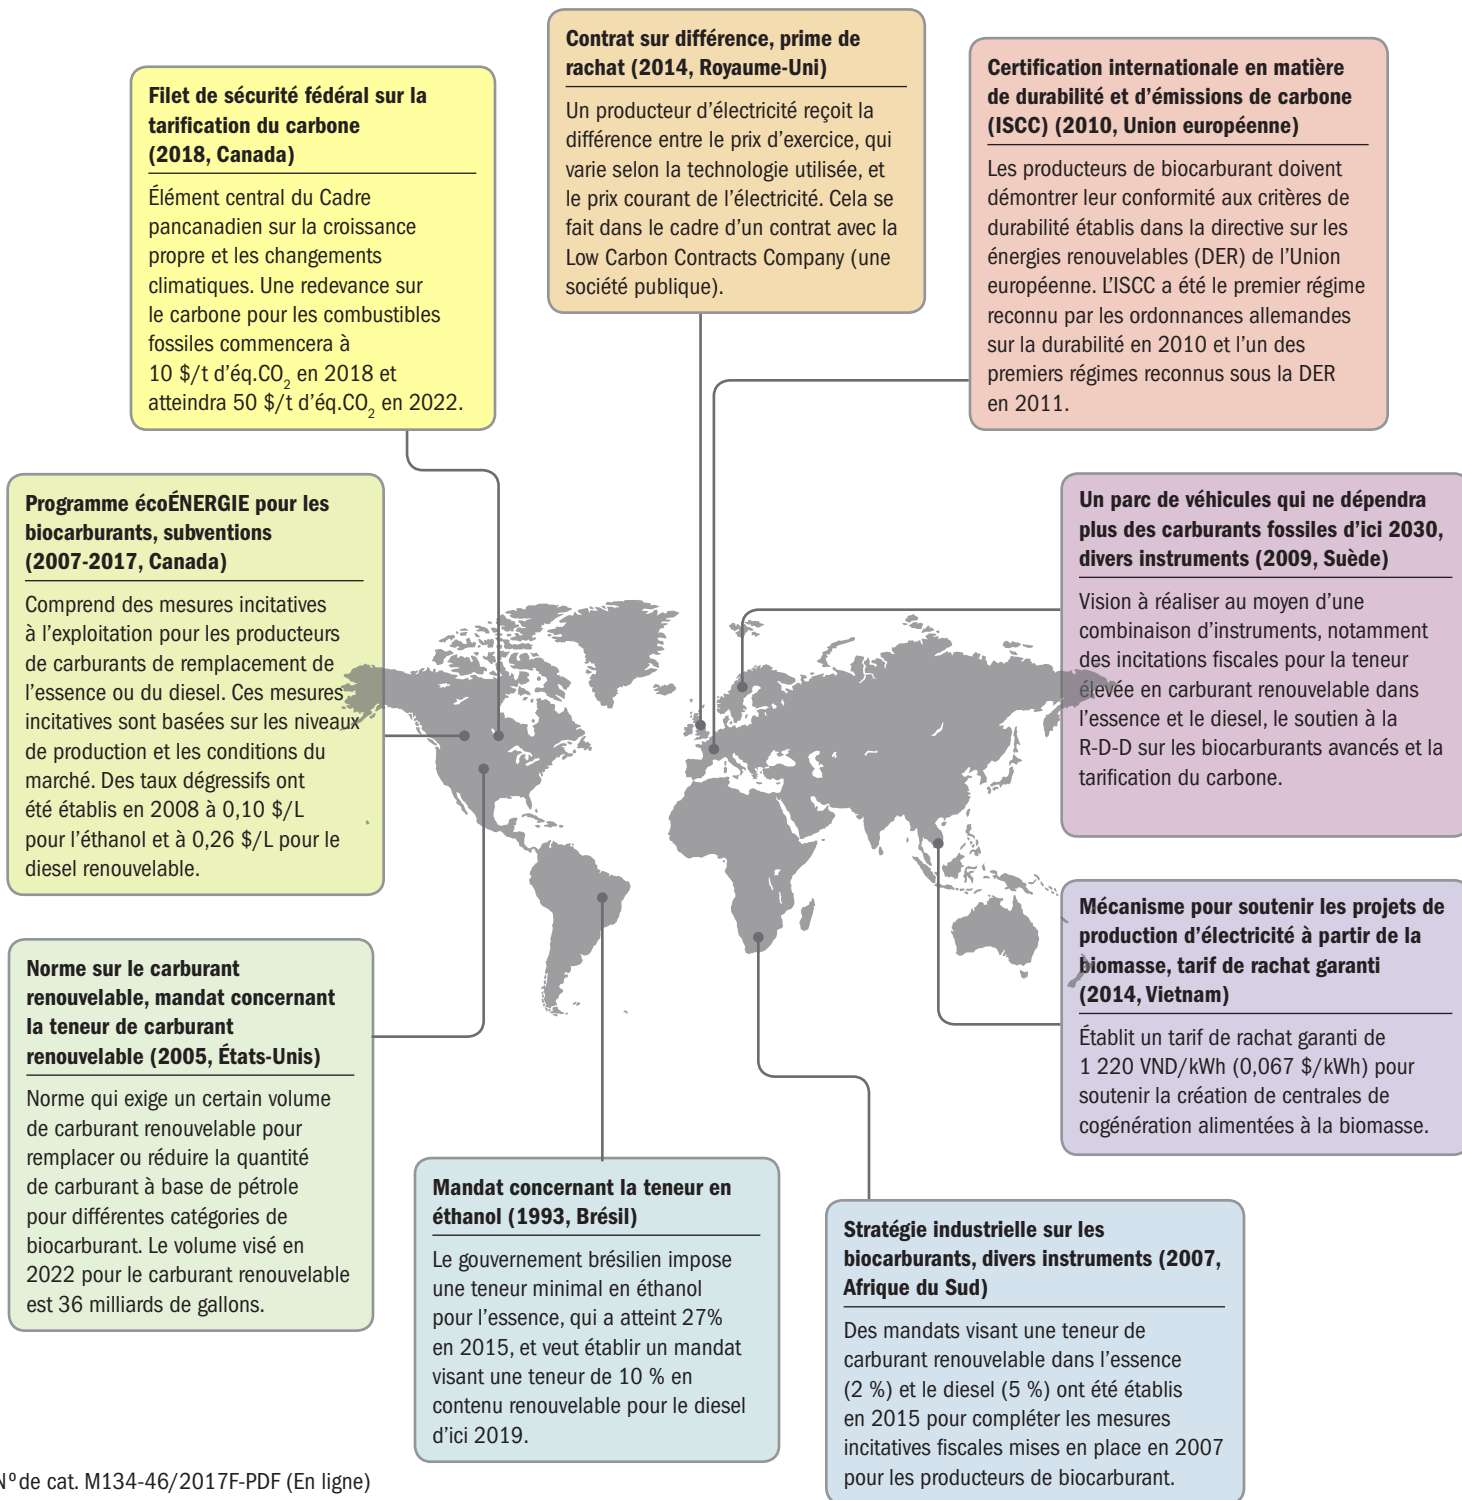 Contrat sur différence, prime de
rachat (2014, Royaume-Uni)
Un producteur d'électricité reçoit la
différence entre le prix d'exercice, qui
varie selon la technologie utilisée, et
le prix courant de l'électricité. Cela se
fait dans le cadre d'un contrat avec la
Low Carbon Contracts Company (une
société publique).
Certification internationale en matière
de durabilité et d'émissions de carbone
(ISCC) (2010, Union européenne)
Les producteurs de biocarburant doivent
démontrer leur conformité aux critères de
durabilité établis dans la directive sur les
énergies renouvelables (DER) de l'Union
européenne. L'ISCC a été le premier régime
reconnu par les ordonnances allemandes
sur la durabilité en 2010 et l'un des
premiers régimes reconnus sous la DER
en 2011.
Filet de sécurité fédéral sur la
tarification du carbone
(2018, Canada)
Élément central du Cadre
pancanadien sur la croissance
propre et les changements
climatiques. Une redevance sur
le carbone pour les combustibles
fossiles commencera à
10 $/t d'éq.CO2 en 2018 et
atteindra 50 $/t d'éq.CO2 en 2022.
Programme écoÉNERGIE pour les
biocarburants, subventions
(2007-2017, Canada)
Comprend des mesures incitatives
à l'exploitation pour les producteurs
de carburants de remplacement de
l'essence ou du diesel. Ces mesures
incitatives sont basées sur les niveaux
de production et les conditions du
marché. Des taux dégressifs ont
été établis en 2008 à 0,10 $/L
pour l'éthanol et à 0,26 $/L pour le
diesel renouvelable.
Un parc de véhicules qui ne dépendra
plus des carburants fossiles d'ici 2030,
divers instruments (2009, Suède)
Vision à réaliser au moyen d'une
combinaison d'instruments, notamment
des incitations fiscales pour la teneur
élevée en carburant renouvelable dans
l'essence et le diesel, le soutien à la
R-D-D sur les biocarburants avancés et la
tarification du carbone.
Mécanisme pour soutenir les projets de
production d'électricité à partir de la
biomasse, tarif de rachat garanti
(2014, Vietnam)
Établit un tarif de rachat garanti de
1 220 VND/kWh (0,067 $/kWh) pour
soutenir la création de centrales de
cogénération alimentées à la biomasse.
Norme sur le carburant
renouvelable, mandat concernant
la teneur de carburant
renouvelable (2005, États-Unis)
Norme qui exige un certain volume
de carburant renouvelable pour
remplacer ou réduire la quantité
de carburant à base de pétrole
pour différentes catégories de
biocarburant. Le volume visé en
2022 pour le carburant renouvelable
est 36 milliards de gallons.
Mandat concernant la teneur en
éthanol (1993, Brésil)
Le gouvernement brésilien impose
une teneur minimal en éthanol
pour l'essence, qui a atteint 27%
en 2015, et veut établir un mandat
visant une teneur de 10 % en
contenu renouvelable pour le diesel
d'ici 2019.
Stratégie industrielle sur les
biocarburants, divers instruments (2007,
Afrique du Sud)
Des mandats visant une teneur de
carburant renouvelable dans l'essence
(2 %) et le diesel (5 %) ont été établis
en 2015 pour compléter les mesures
incitatives fiscales mises en place en 2007
pour les producteurs de biocarburant.
Nº de cat. M134-46/2017F-PDF (En ligne)